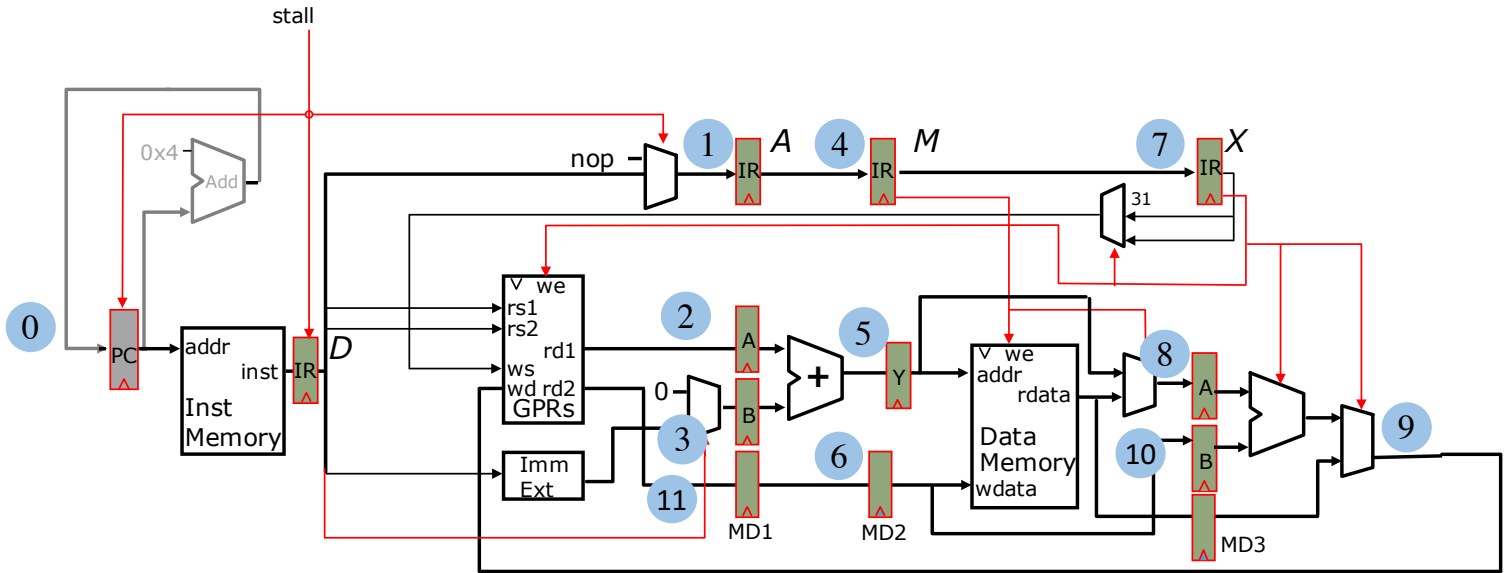 stall
0x4
Add
nop
1
IR
A
4
IR
M
7
IR
X
31
0
PC
addr
inst
Inst
Memory
IR
D
we
rs1
rs2
rd1
ws
wd rd2
GPRs
0
3
Imm
Ext
11
2
A
B
MD1
+
5
Y
6
MD2
we
addr
rdata
Data
Memory
wdata
8
A
10
B
MD3
9